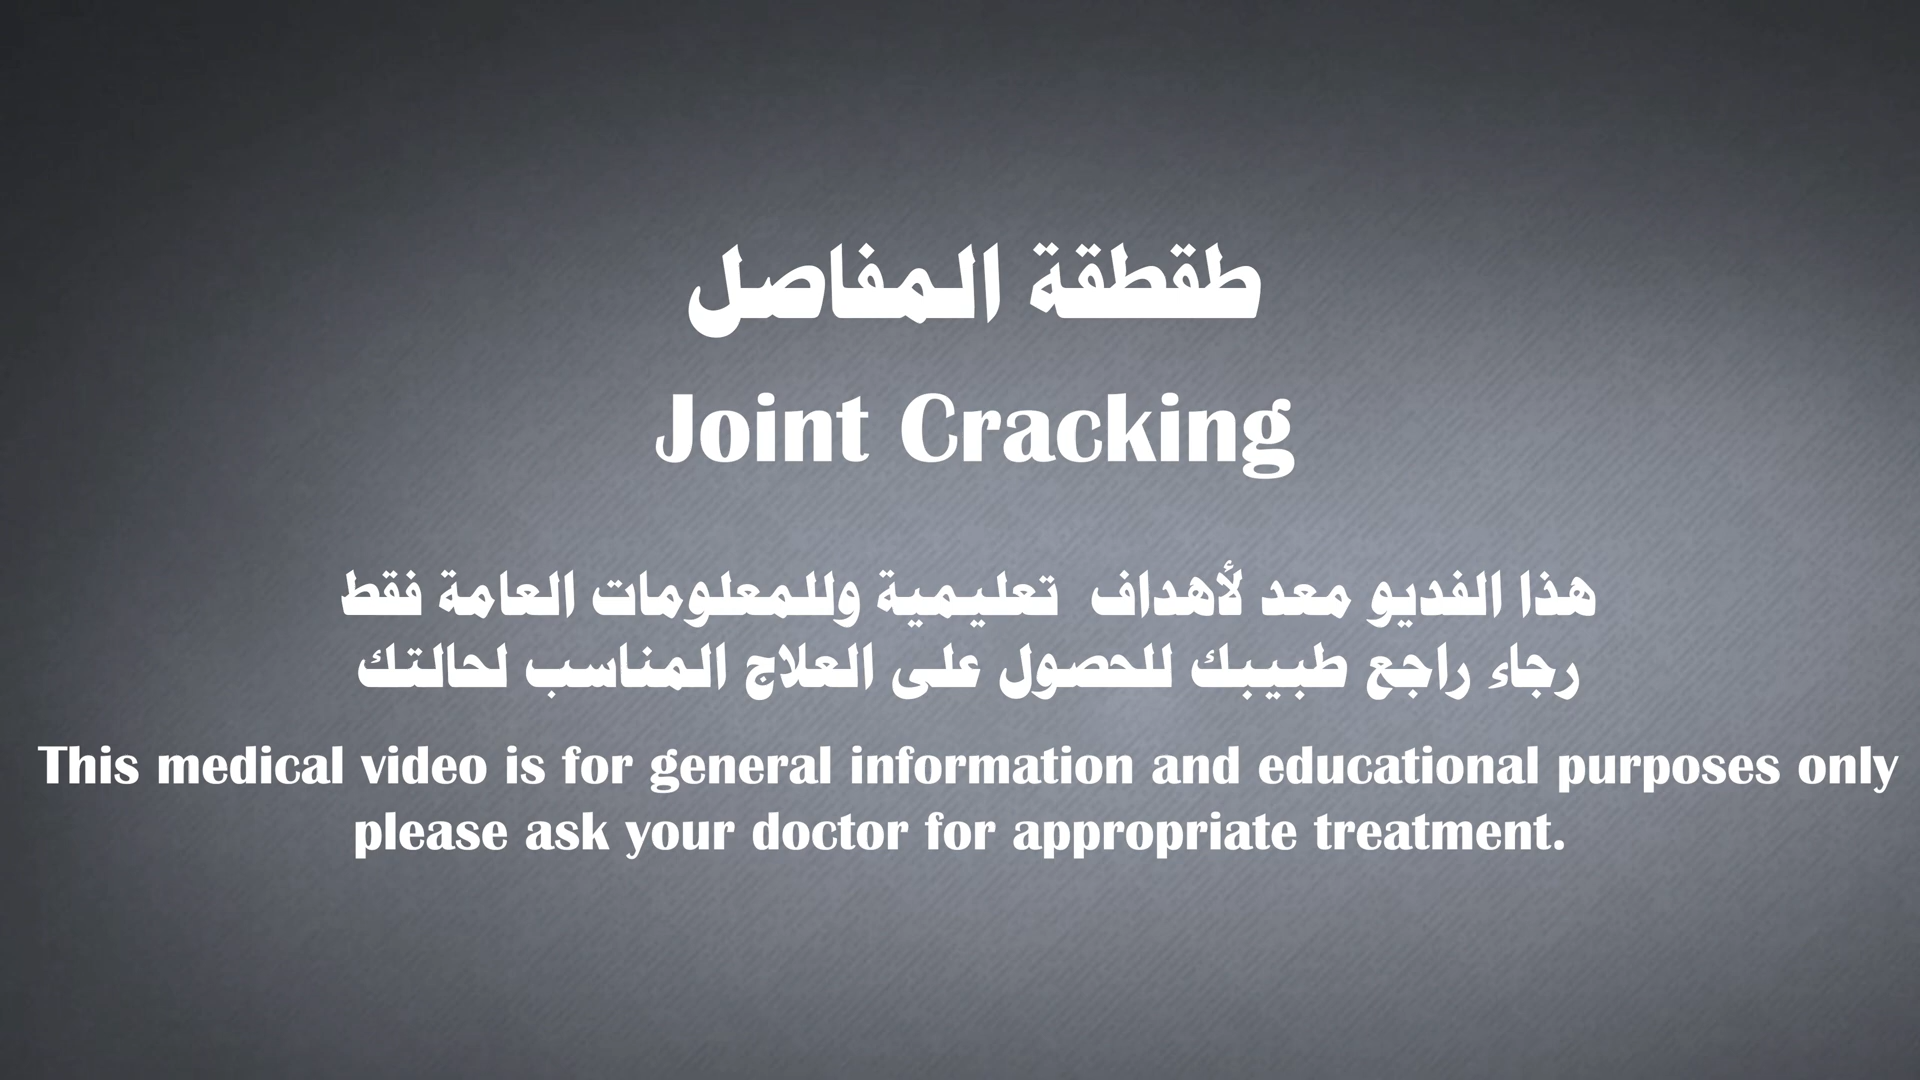 طقطقة المفاصل
Joint Cracking
هذا الفديو معد لأهداف تعليمية وللمعلومات العامة فقط
رجاء راجع طبيبك للحصول على العلاج المناسب لحالتك
This medical video is for general information and educational purposes only
please ask your doctor for appropriate treatment.